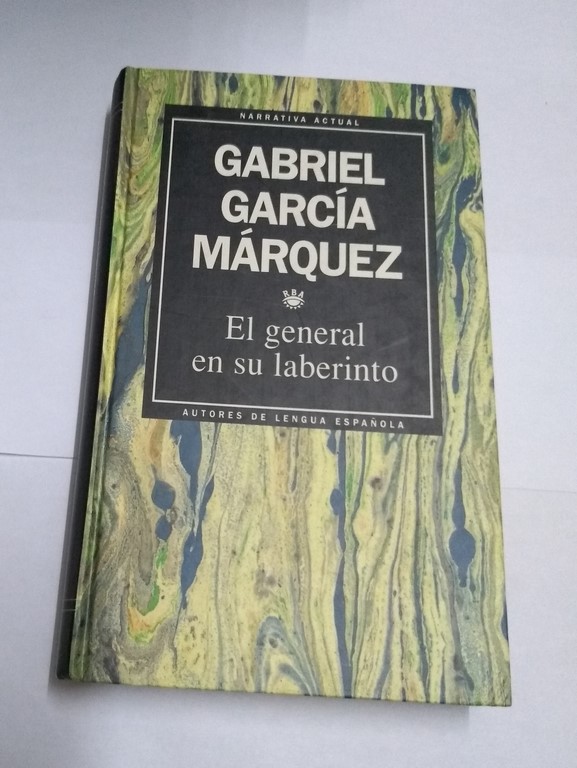 NARRATIVA ACTUAL
GABRIEL
GARCÍA
MÁRQUEZ
RBA
El general
en su laberinto
AUTORES DE LENGUA ESPAÑOLA